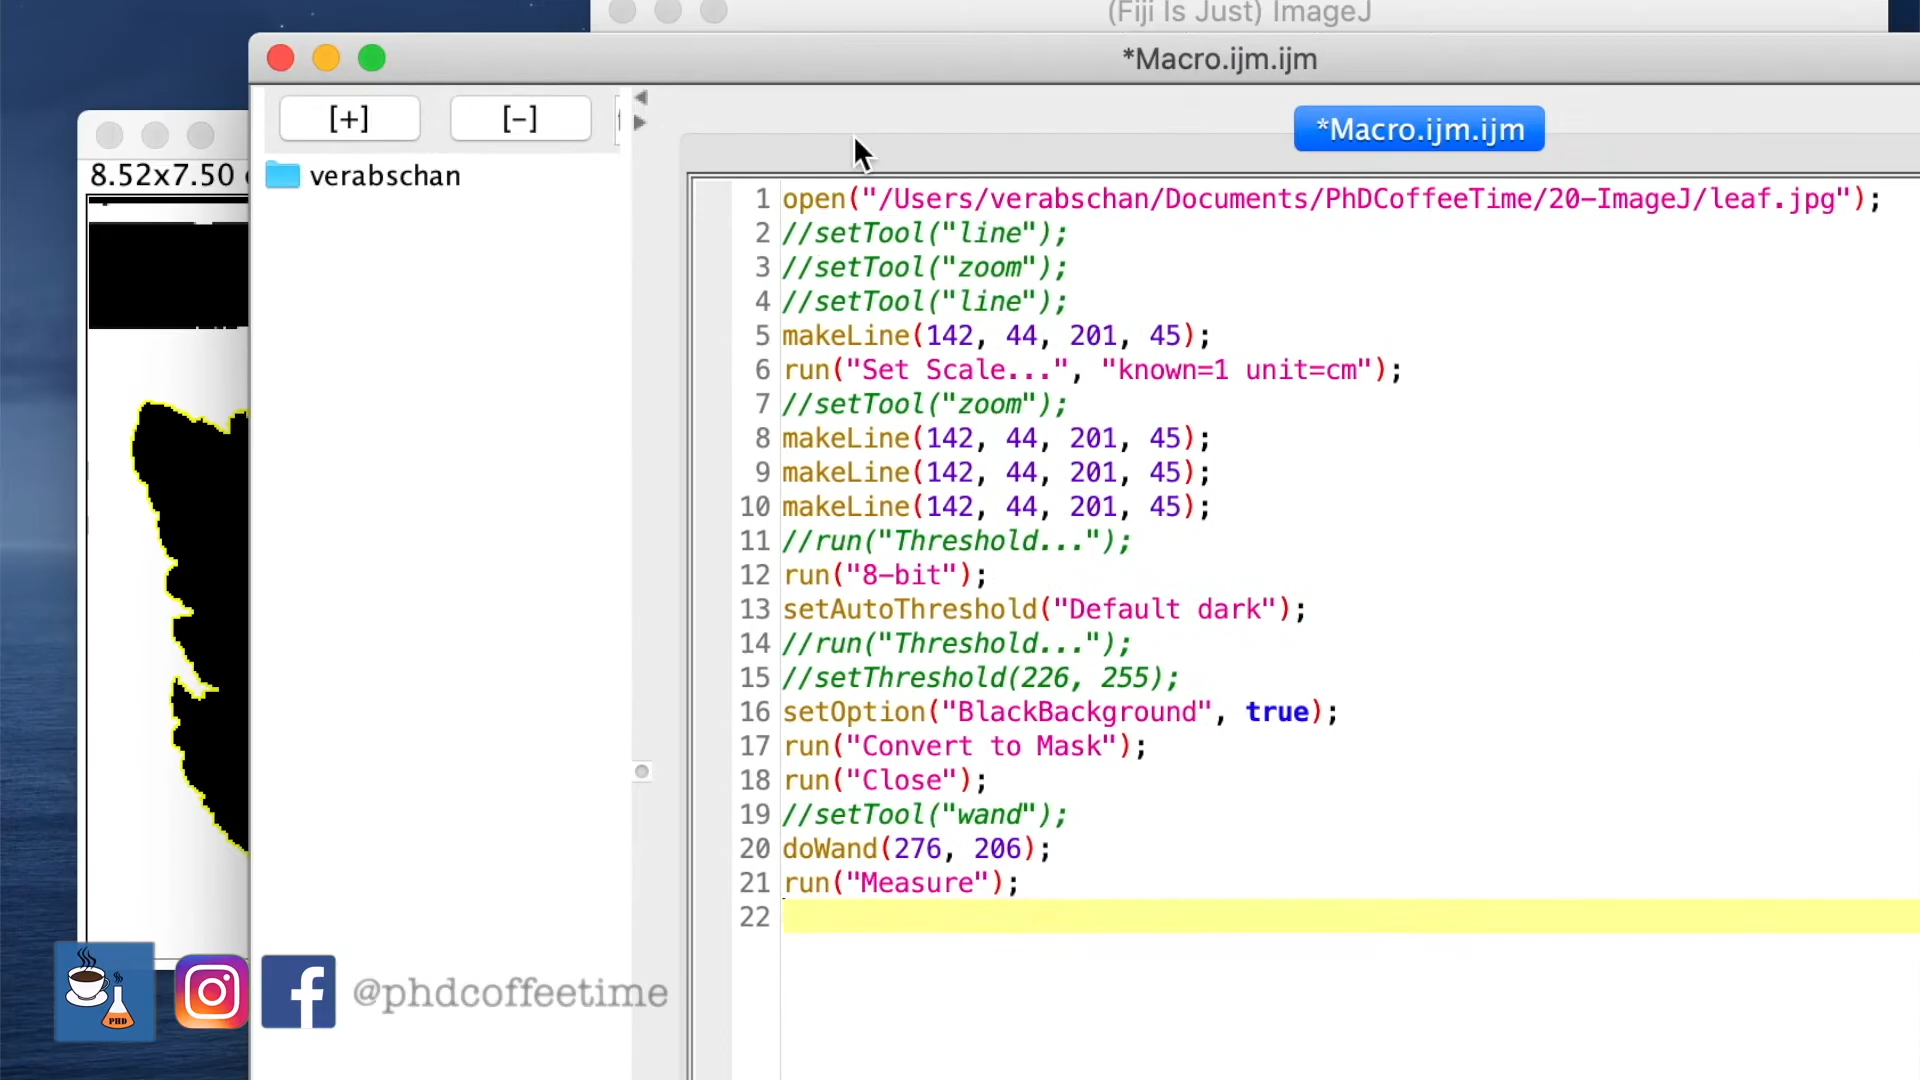 (Fiji Is Just) ImageJ
*Macro.ijm.ijm
[+] [-]
*Macro.ijm.ijm
8.52x7.50
verabschan
1 open("/Users/verabschan/Documents/PhDCoffeeTime/20-ImageJ/leaf.jpg");
2 //setTool("line");
3 //setTool("zoom");
4 //setTool("line");
5 makeLine(142, 44, 201, 45);
6 run("Set Scale...", "known=1 unit=cm");
7 //setTool("zoom");
8 makeLine(142, 44, 201, 45);
9 makeLine(142, 44, 201, 45);
10 makeLine(142, 44, 201, 45);
11 //run("Threshold...");
12 run("8-bit");
13 setAutoThreshold("Default dark");
14 //run("Threshold...");
15 //setThreshold(226, 255);
16 setOption("BlackBackground", true);
17 run("Convert to Mask");
18 run("Close");
19 //setTool("wand");
20 doWand(276, 206);
21 run("Measure");
22
PHD
@phdcoffeetime